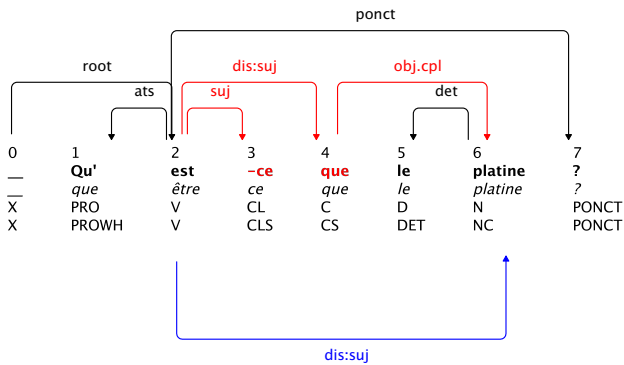 ponct
root dis:suj obj.cpl
ats suj det
0 1 2 3 4 5 6 7
__ Qu' est -ce que le platine ?
__ que être ce que le platine ?
X PRO V CL C D N PONCT
X PROWH V CLS CS DET NC PONCT
dis:suj